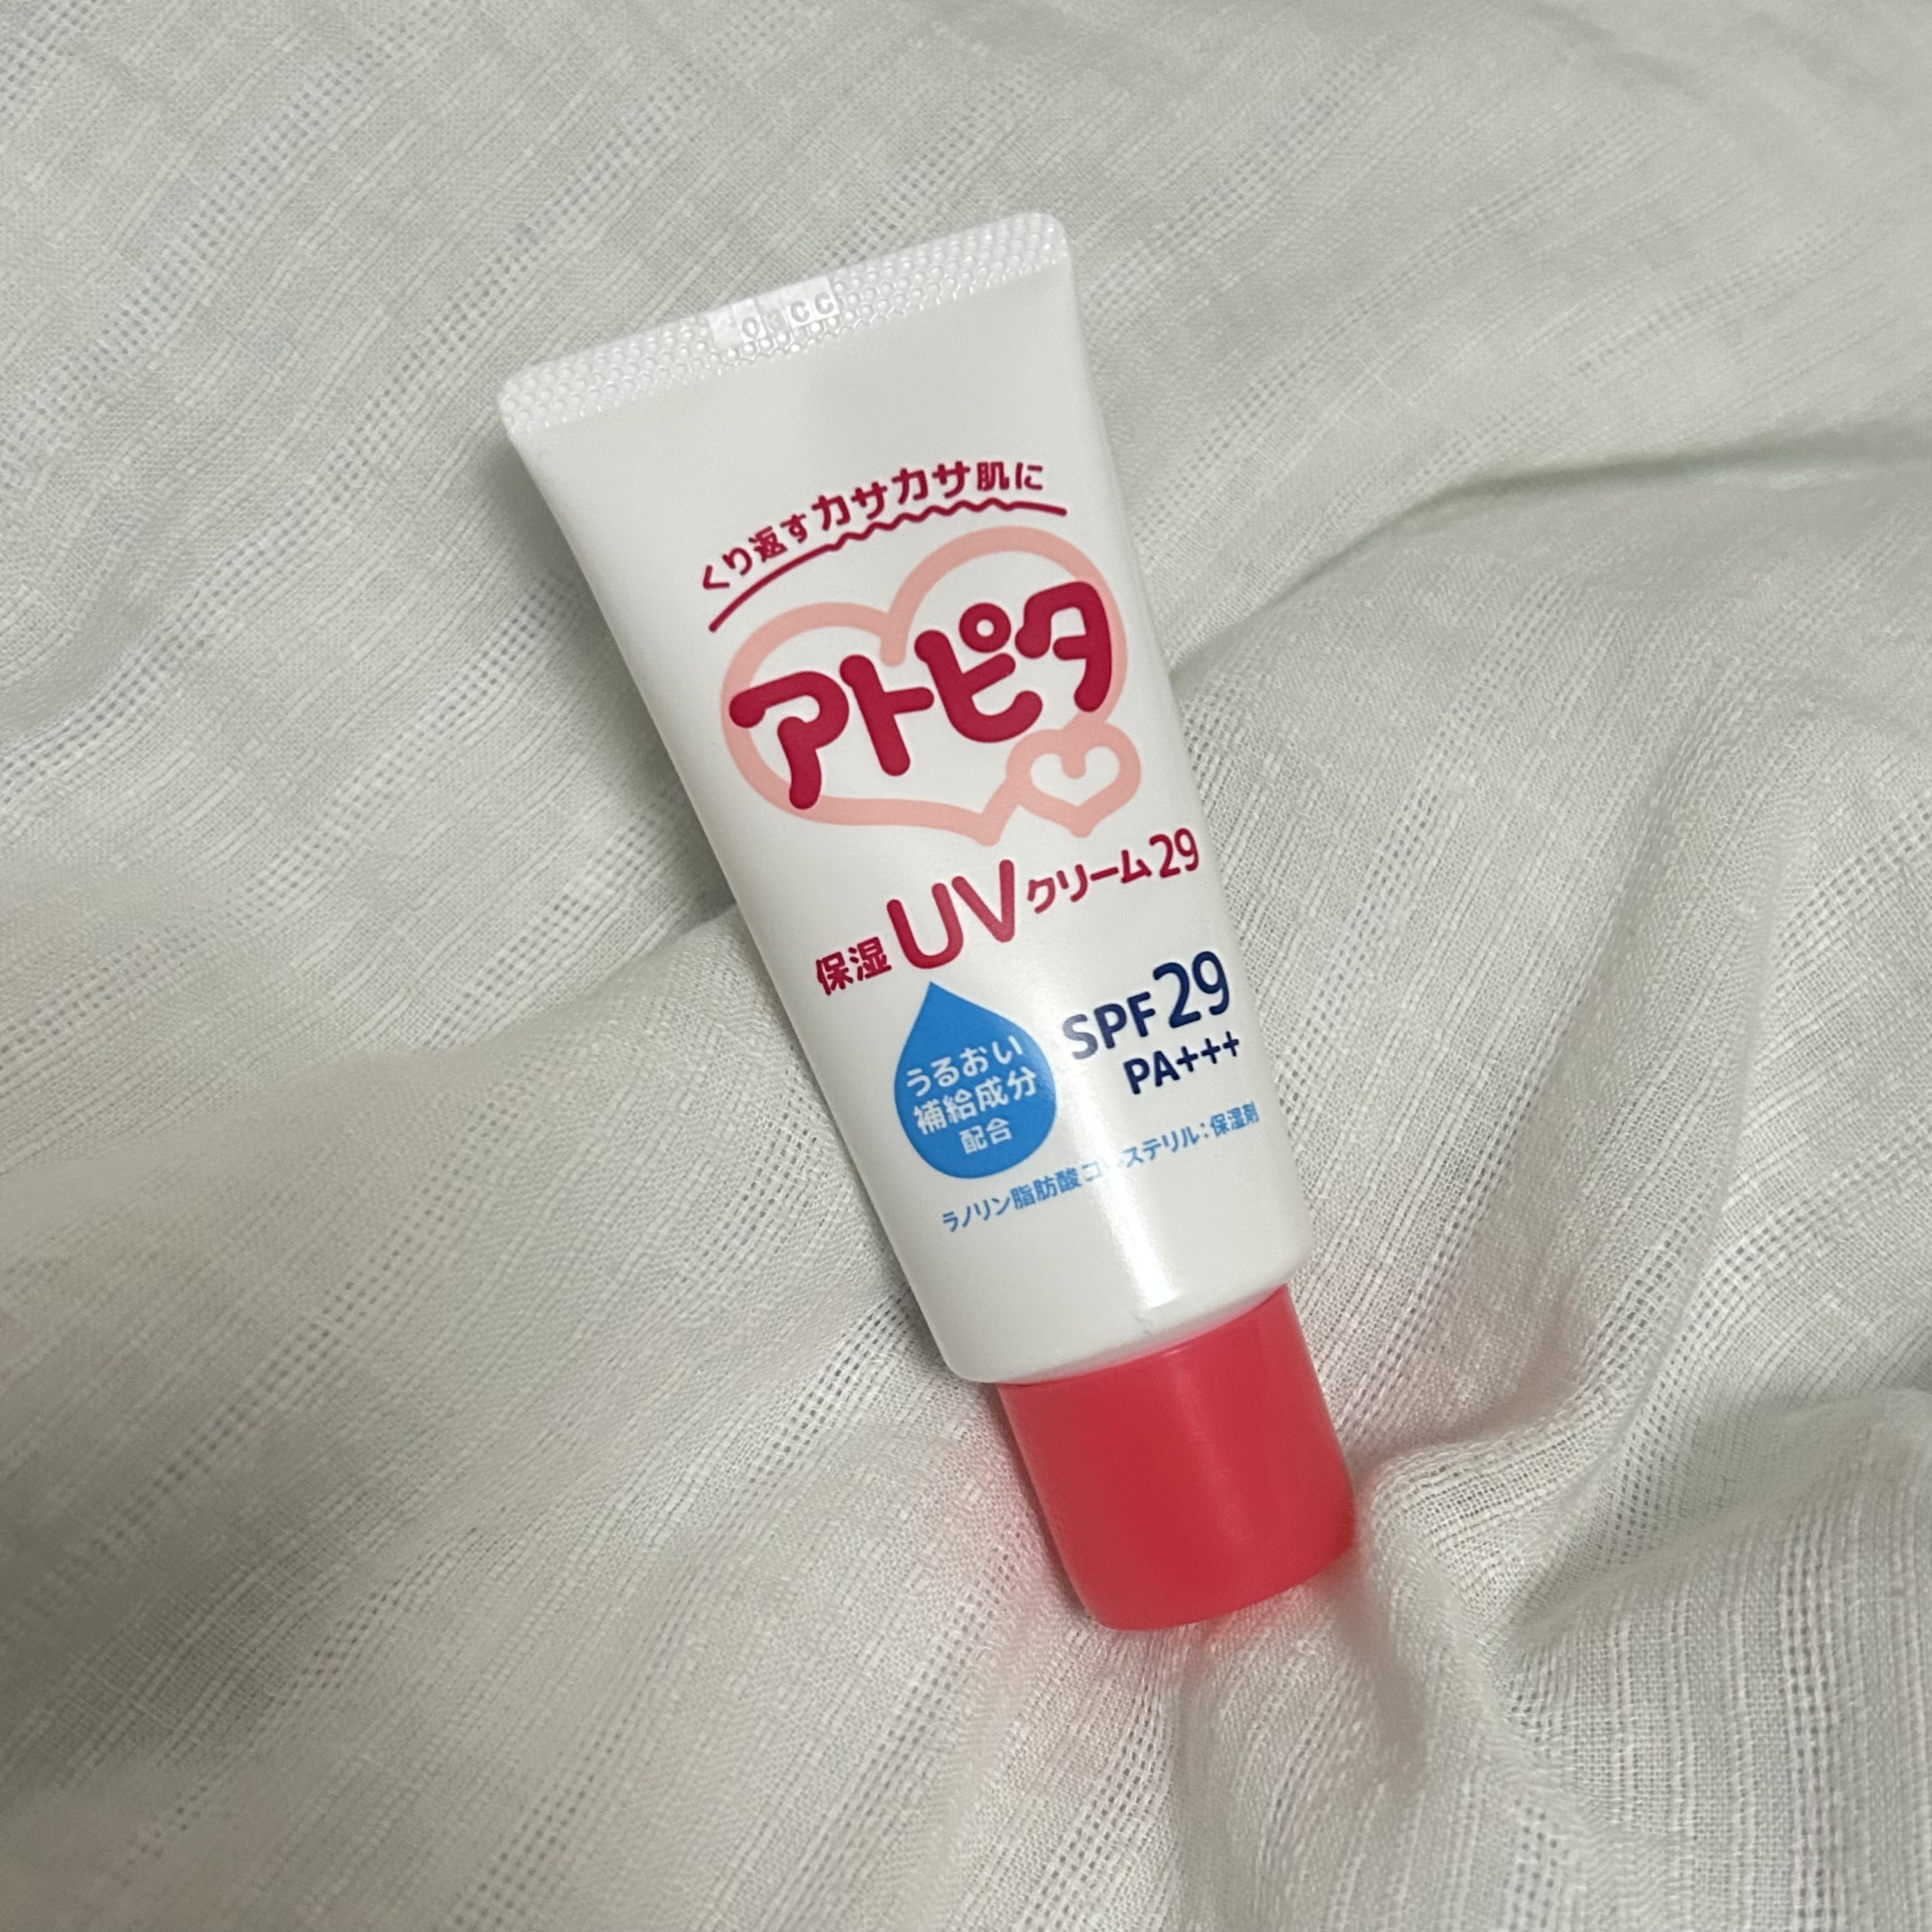 くり返すカサカサ肌に
アトピタ
保湿UVクリーム29
うるおい
補給成分
配合
SPF29
PA+++
ラノリン脂肪酸コレステリル:保湿剤